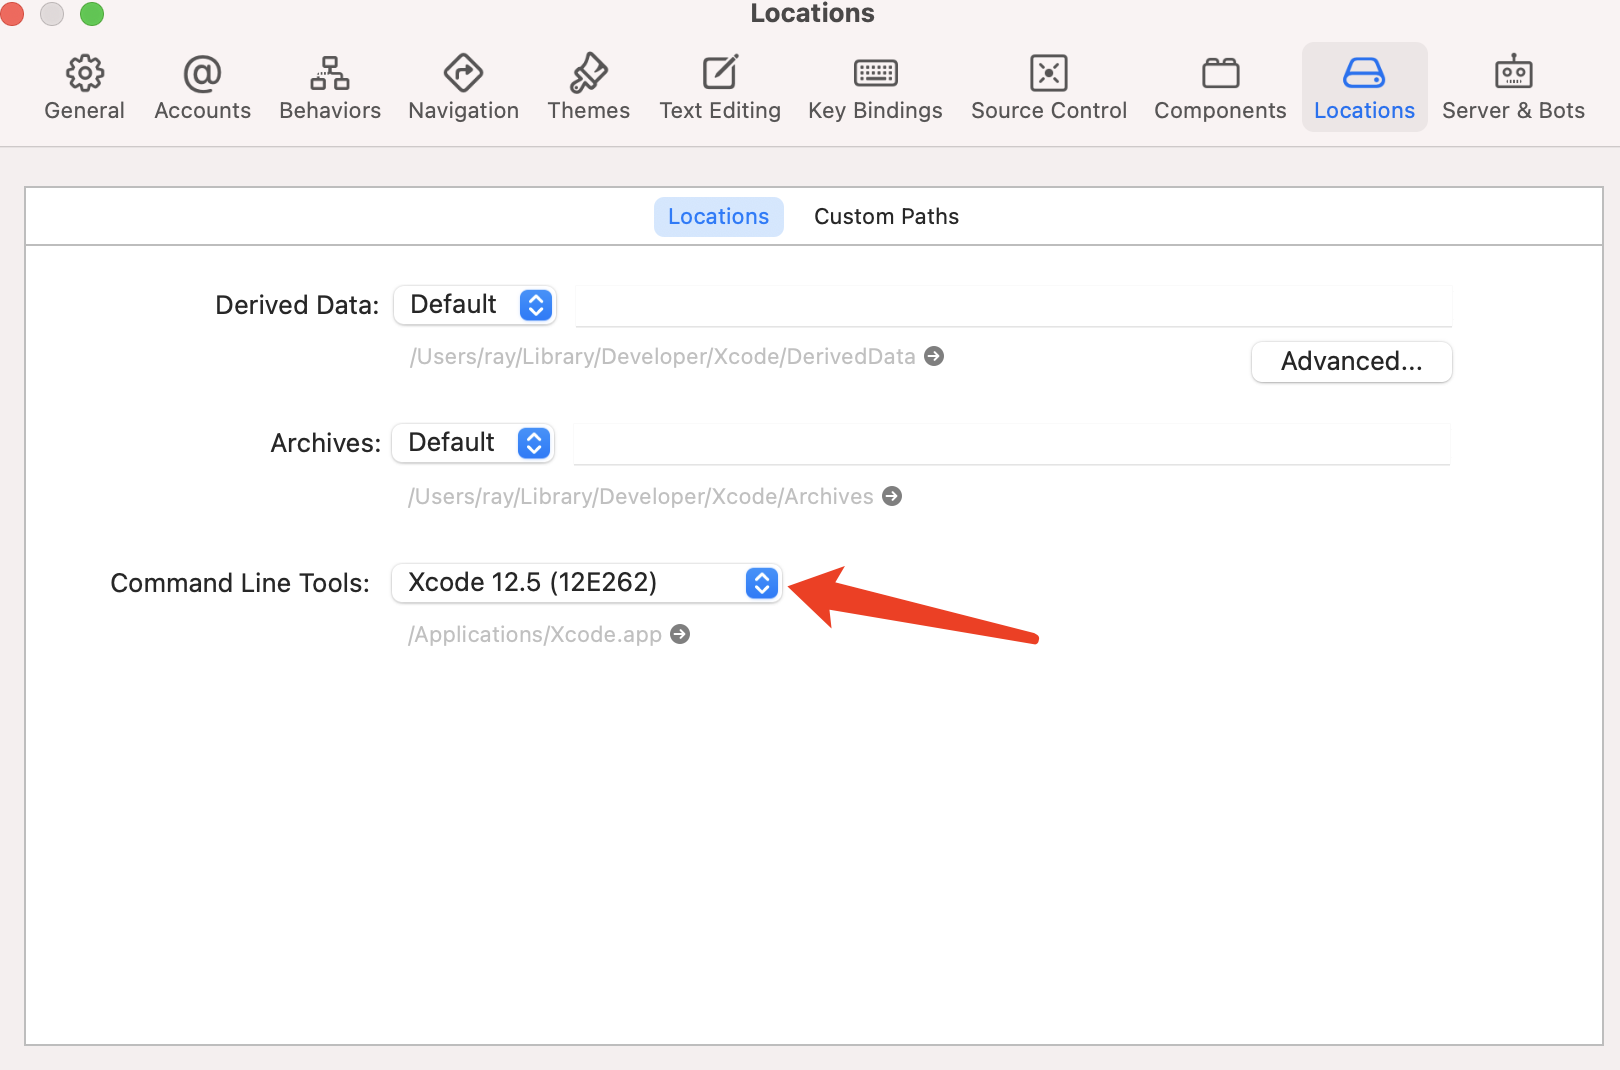 Locations
General Accounts Behaviors Navigation Themes Text Editing Key Bindings Source Control Components Locations Server & Bots
Locations Custom Paths
Derived Data: Default
/Users/ray/Library/Developer/Xcode/DerivedData
Advanced...
Archives: Default
/Users/ray/Library/Developer/Xcode/Archives
Command Line Tools: Xcode 12.5 (12E262)
/Applications/Xcode.app